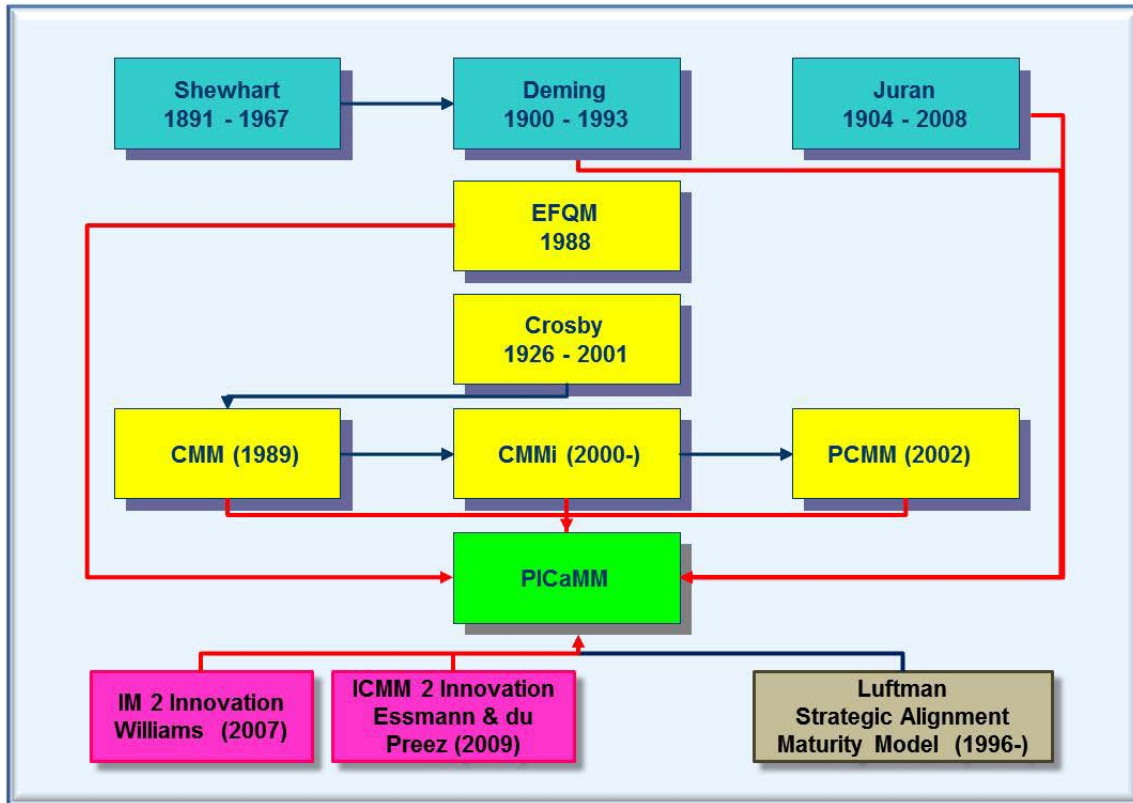 Shewhart
1891 - 1967
Deming
1900 - 1993
Juran
1904 - 2008
EFQM
1988
Crosby
1926 - 2001
CMM (1989)
CMMi (2000-)
PCMM (2002)
PICaMM
IM 2 Innovation
Williams (2007)
ICMM 2 Innovation
Essmann & du
Preez (2009)
Luftman
Strategic Alignment
Maturity Model (1996-)